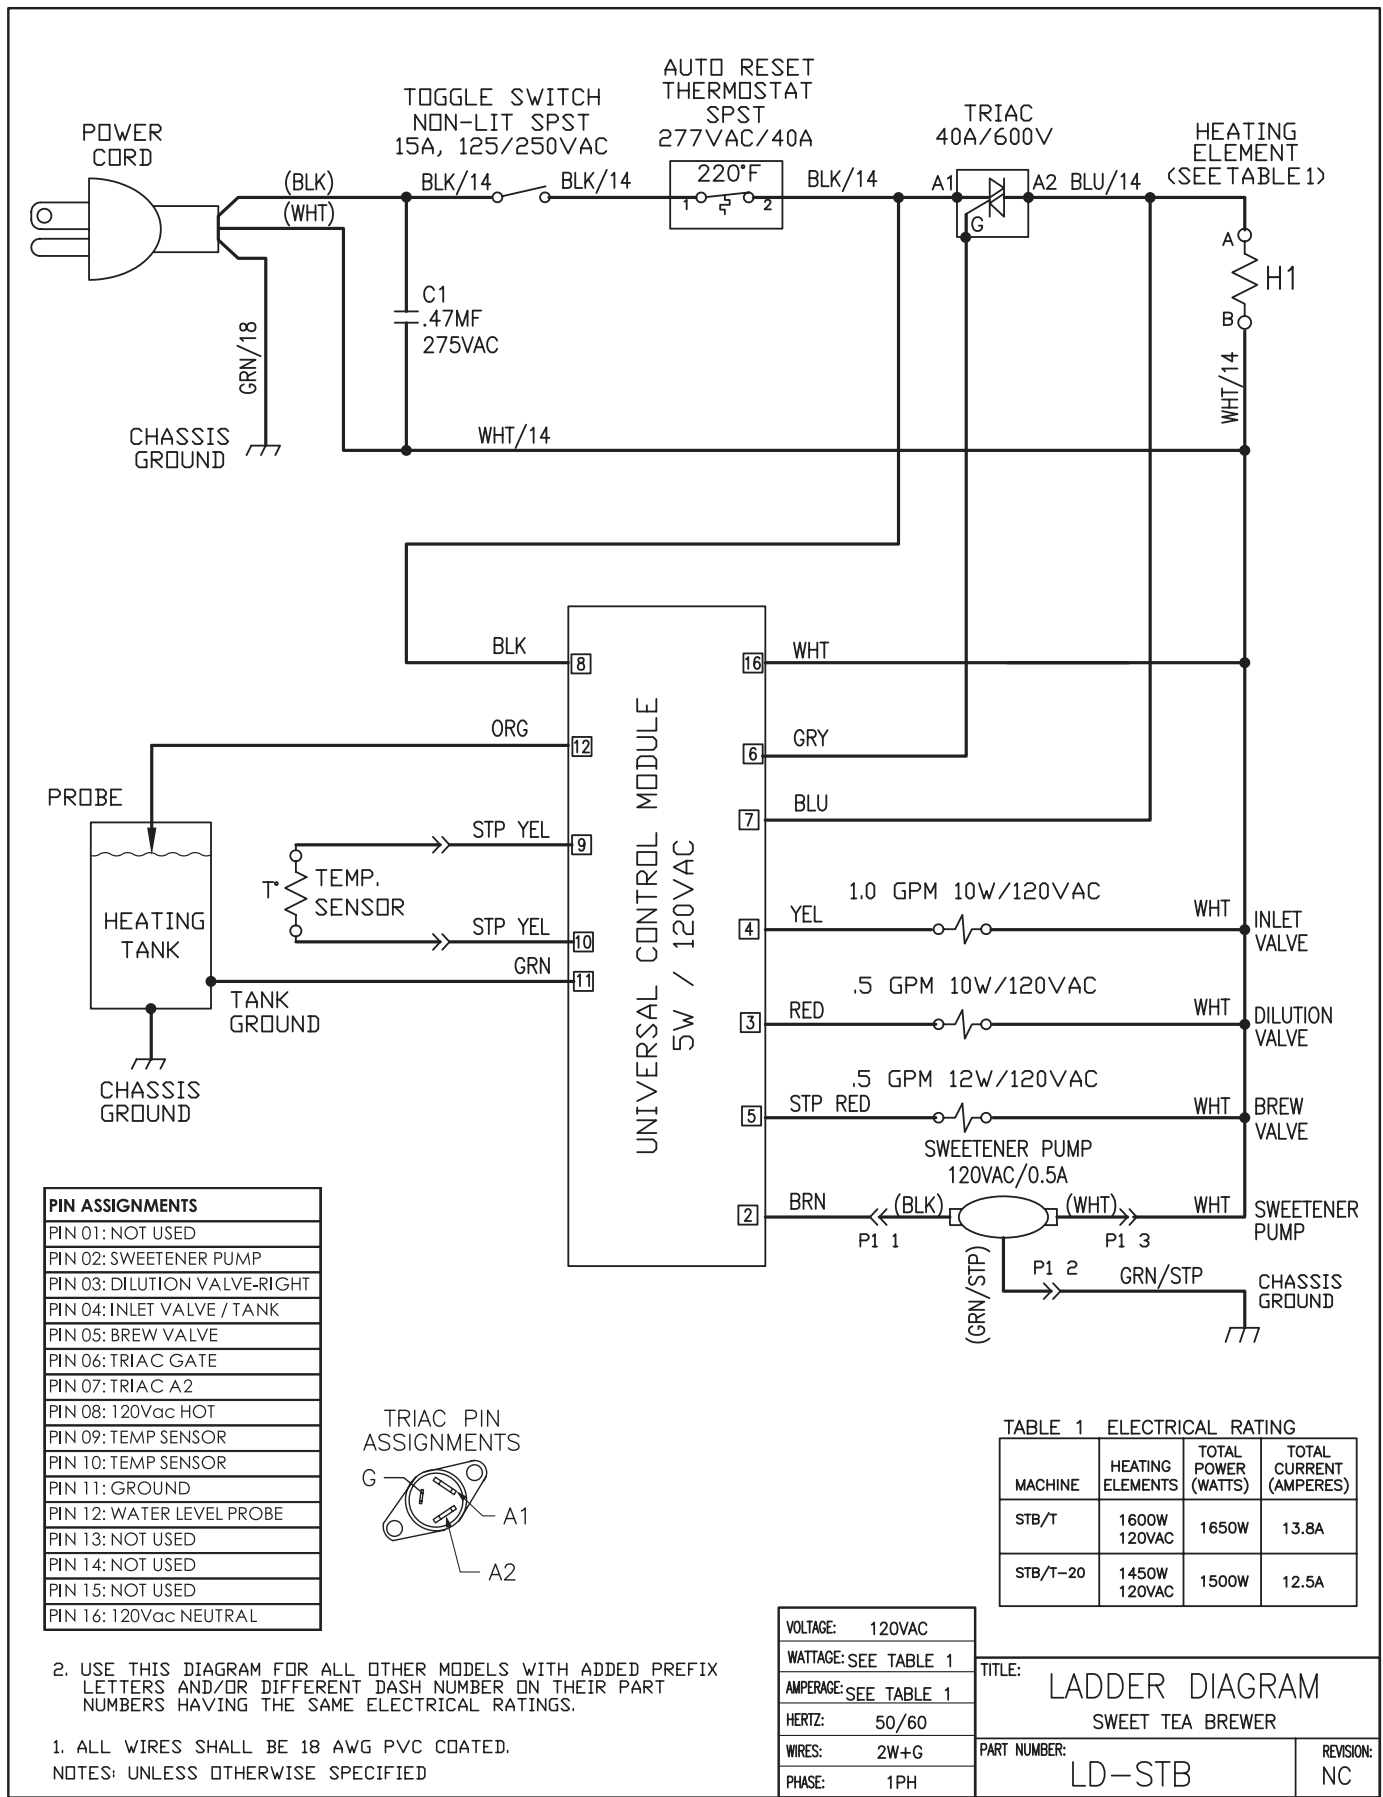 AUTO RESET
THERMOSTAT
SPST
277VAC/40A
TOGGLE SWITCH
NON-LIT SPST
15A, 125/250VAC
TRIAC
40A/600V
POWER
CORD
HEATING
ELEMENT
(SEE TABLE 1)
(BLK)
BLK/14
BLK/14
220°F
1
2
BLK/14
A1
A2
BLU/14
(WHT)
G
A
H1
B
C1
.47MF
275VAC
GRN/18
WHT/14
CHASSIS
GROUND
WHT/14
BLK
8
16
WHT
ORG
12
6
GRY
PROBE
7
BLU
STP YEL
9
T°
TEMP.
SENSOR
HEATING
TANK
STP YEL
10
GRN
11
TANK
GROUND
CHASSIS
GROUND
UNIVERSAL CONTROL MODULE
5W / 120VAC
1.0 GPM 10W/120VAC
4
YEL
WHT
INLET
VALVE
.5 GPM 10W/120VAC
3
RED
WHT
DILUTION
VALVE
.5 GPM 12W/120VAC
5
STP RED
WHT
BREW
VALVE
SWEETENER PUMP
120VAC/0.5A
2
BRN
(BLK)
(WHT)
WHT
SWEETENER
PUMP
P1 1
P1 3
(GRN/STP)
P1 2
GRN/STP
CHASSIS
GROUND
PIN ASSIGNMENTS
PIN 01: NOT USED
PIN 02: SWEETENER PUMP
PIN 03: DILUTION VALVE-RIGHT
PIN 04: INLET VALVE / TANK
PIN 05: BREW VALVE
PIN 06: TRIAC GATE
PIN 07: TRIAC A2
PIN 08: 120Vac HOT
PIN 09: TEMP SENSOR
PIN 10: TEMP SENSOR
PIN 11: GROUND
PIN 12: WATER LEVEL PROBE
PIN 13: NOT USED
PIN 14: NOT USED
PIN 15: NOT USED
PIN 16: 120Vac NEUTRAL
TRIAC PIN
ASSIGNMENTS
G
A1
A2
TABLE 1 ELECTRICAL RATING
MACHINE
HEATING
ELEMENTS
TOTAL
POWER
(WATTS)
TOTAL
CURRENT
(AMPERES)
STB/T
1600W
120VAC
1650W
13.8A
STB/T-20
1450W
120VAC
1500W
12.5A
2. USE THIS DIAGRAM FOR ALL OTHER MODELS WITH ADDED PREFIX
LETTERS AND/OR DIFFERENT DASH NUMBER ON THEIR PART
NUMBERS HAVING THE SAME ELECTRICAL RATINGS.
1. ALL WIRES SHALL BE 18 AWG PVC COATED.
NOTES: UNLESS OTHERWISE SPECIFIED
VOLTAGE: 120VAC
WATTAGE: SEE TABLE 1
AMPERAGE: SEE TABLE 1
HERTZ: 50/60
WIRES: 2W+G
PHASE: 1PH
TITLE:
LADDER DIAGRAM
SWEET TEA BREWER
PART NUMBER:
LD-STB
REVISION:
NC